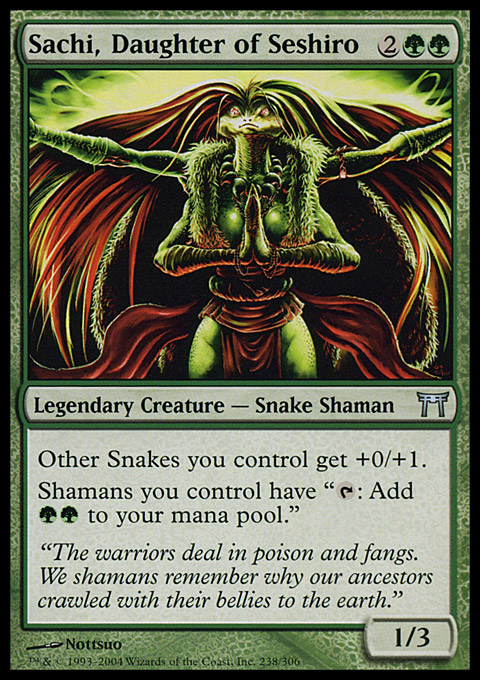 Sachi, Daughter of Seshiro 2
Legendary Creature — Snake Shaman
Other Snakes you control get +0/+1.
Shamans you control have “: Add
to your mana pool.”
“The warriors deal in poison and fangs.
We shamans remember why our ancestors
crawled with their bellies to the earth.”
Nottsuo
1/3
™ & © 1993–2004 Wizards of the Coast, Inc. 238/306